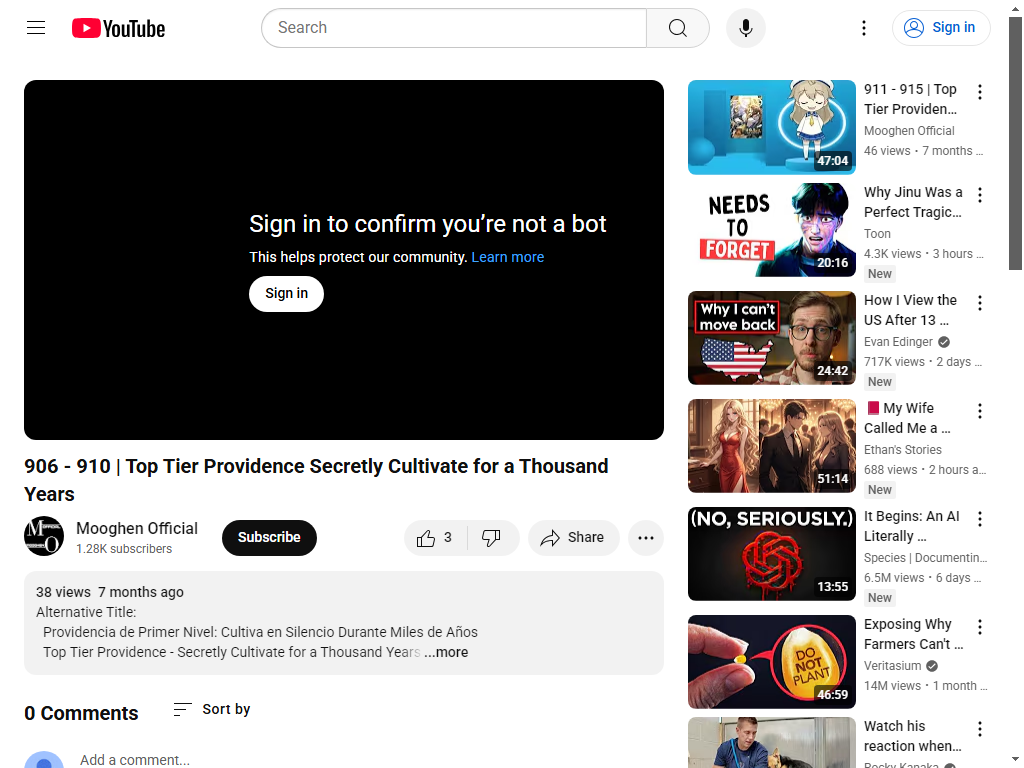 YouTube
Search
Sign in
Sign in to confirm you’re not a bot
This helps protect our community. Learn more
Sign in
906 - 910 | Top Tier Providence Secretly Cultivate for a Thousand
Years
Mooghen Official
1.28K subscribers
Subscribe
3
Share
38 views 7 months ago
Alternative Title:
Providencia de Primer Nivel: Cultiva en Silencio Durante Miles de Años
Top Tier Providence - Secretly Cultivate for a Thousand Years ...more
0 Comments
Sort by
Add a comment...
47:04
911 - 915 | Top
Tier Providen...
Mooghen Official
46 views • 7 months ...
NEEDS
TO
FORGET
20:16
Why Jinu Was a
Perfect Tragic...
Toon
4.3K views • 3 hours ...
New
Why I can't
move back
24:42
How I View the
US After 13 ...
Evan Edinger
717K views • 2 days ...
New
51:14
My Wife
Called Me a ...
Ethan's Stories
688 views • 2 hours a...
New
(NO, SERIOUSLY.)
13:55
It Begins: An AI
Literally ...
Species | Documentin...
6.5M views • 6 days ...
New
DO
NOT
PLANT
46:59
Exposing Why
Farmers Can't ...
Veritasium
14M views • 1 month ...
Watch his
reaction when...
Rocky Kanaka